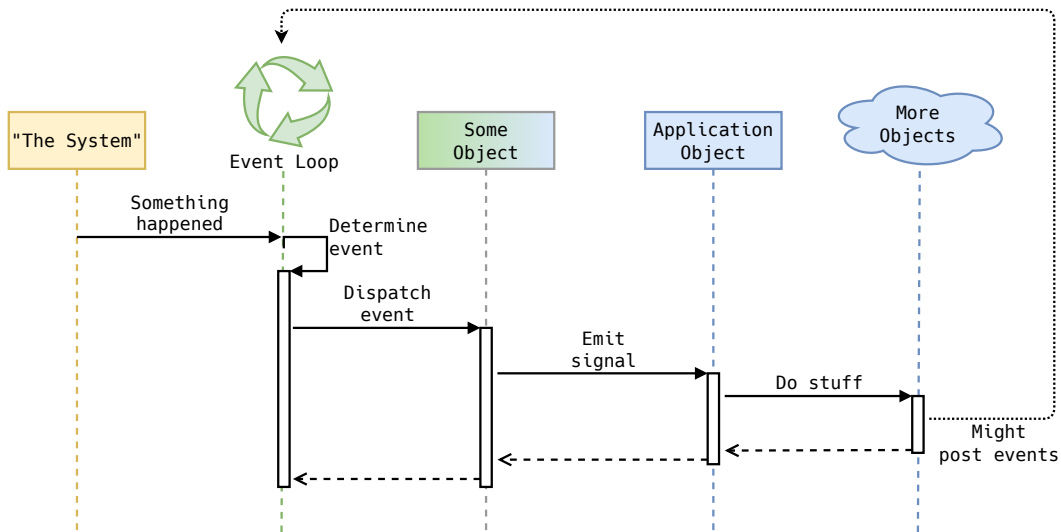 "The System"
Event Loop
Some
Object
Application
Object
More
Objects
Something
happened
Determine
event
Dispatch
event
Emit
signal
Do stuff
Might
post events